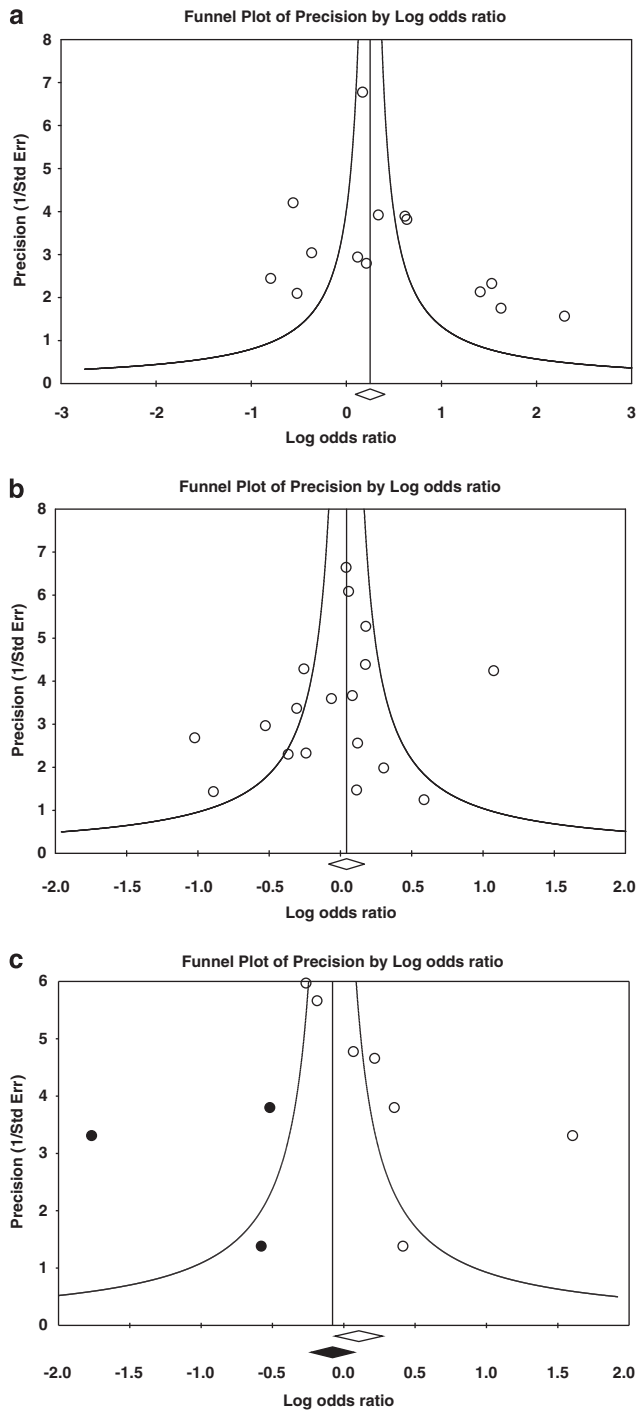 a
Funnel Plot of Precision by Log odds ratio
8
7
6
5
4
3
2
1
0
Precision (1/Std Err)
-3 -2 -1 0 1 2 3
Log odds ratio
b
Funnel Plot of Precision by Log odds ratio
8
7
6
5
4
3
2
1
0
Precision (1/Std Err)
-2.0 -1.5 -1.0 -0.5 0.0 0.5 1.0 1.5 2.0
Log odds ratio
c
Funnel Plot of Precision by Log odds ratio
6
5
4
3
2
1
0
Precision (1/Std Err)
-2.0 -1.5 -1.0 -0.5 0.0 0.5 1.0 1.5 2.0
Log odds ratio